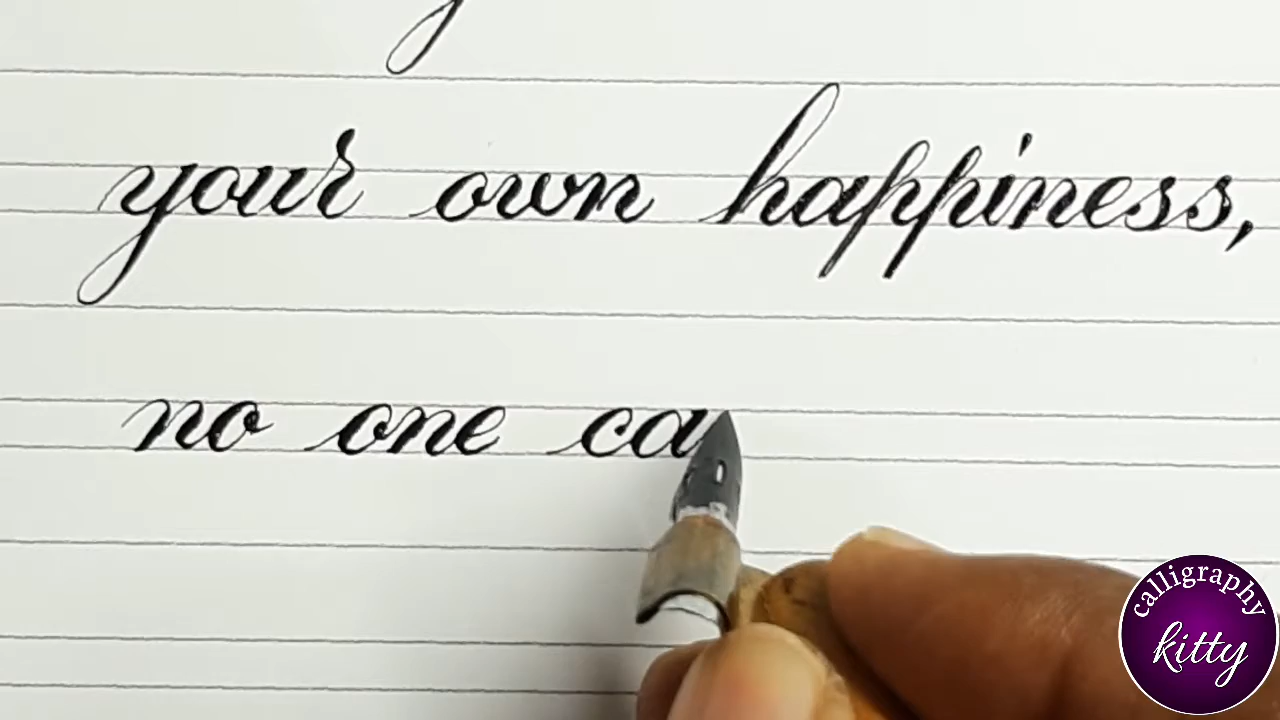 your own happiness,
no one ca
calligraphy
kitty